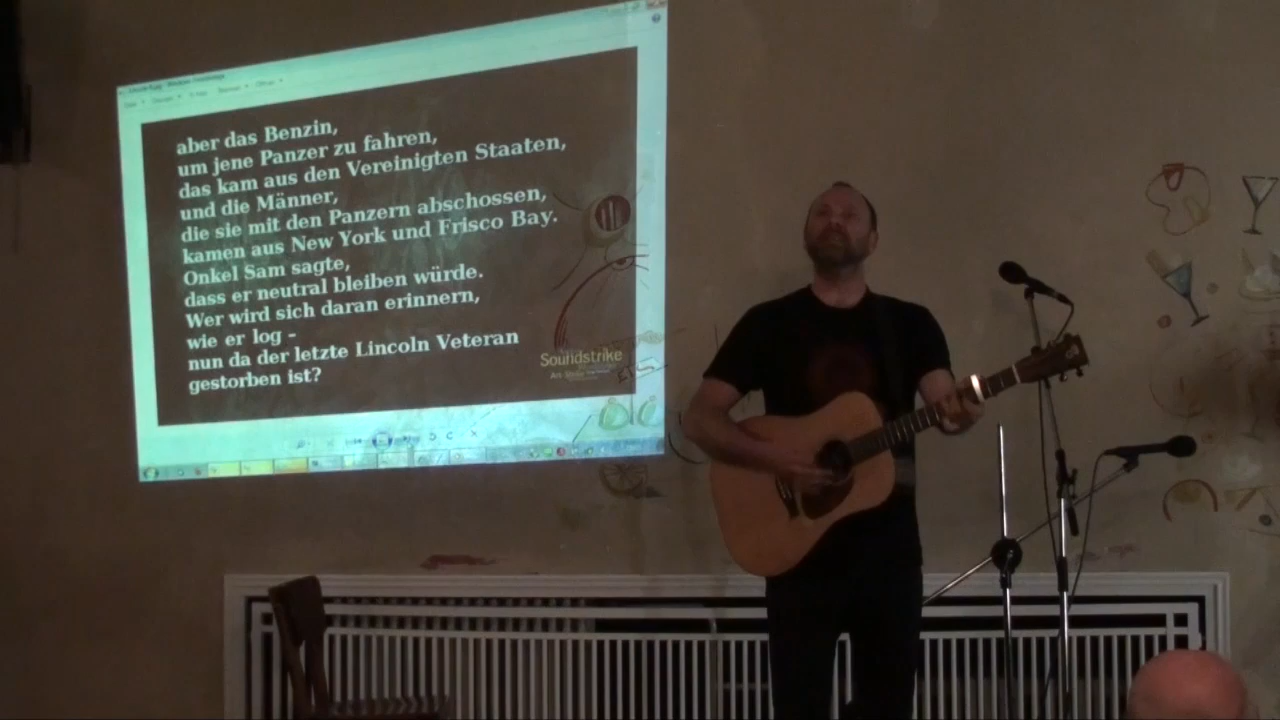 aber das Benzin,
um jene Panzer zu fahren,
das kam aus den Vereinigten Staaten,
und die Männer,
die sie mit den Panzern abschossen,
kamen aus New York und Frisco Bay.
Onkel Sam sagte,
dass er neutral bleiben würde.
Wer wird sich daran erinnern,
wie er log –
nun da der letzte Lincoln Veteran
gestorben ist?
Soundstrike